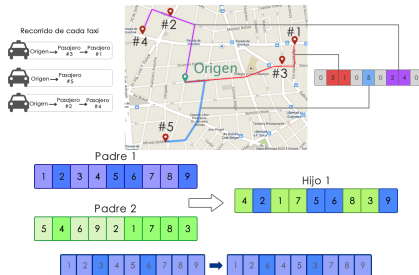 Recorrido de cada taxi
Origen → Pasajero #3 → Pasajero #1
Origen → Pasajero #5
Origen → Pasajero #2 → Pasajero #4
#2
#4
#1
#3
Origen
#5
0 3 1 0 5 0 2 4 0
Padre 1
1 2 3 4 5 6 7 8 9
Padre 2
5 4 6 9 2 1 7 8 3
Hijo 1
4 2 1 7 5 6 8 3 9
1 2 3 4 5 6 7 8 9
1 2 6 4 5 3 7 8 9